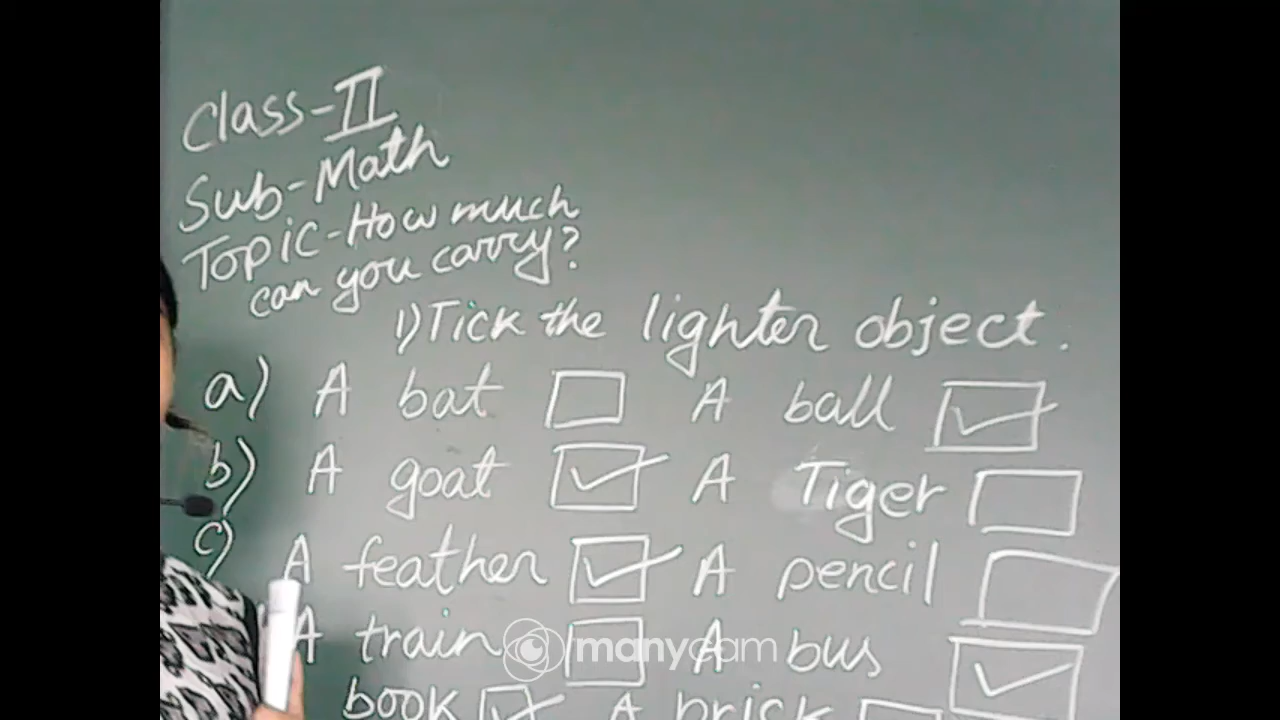 Class-II
Sub-Math
Topic-How much
can you carry?
1) Tick the lighter object.
a) A bat A ball
b) A goat A Tiger
c) A feather A pencil
A train A bus
book A brick
manycam